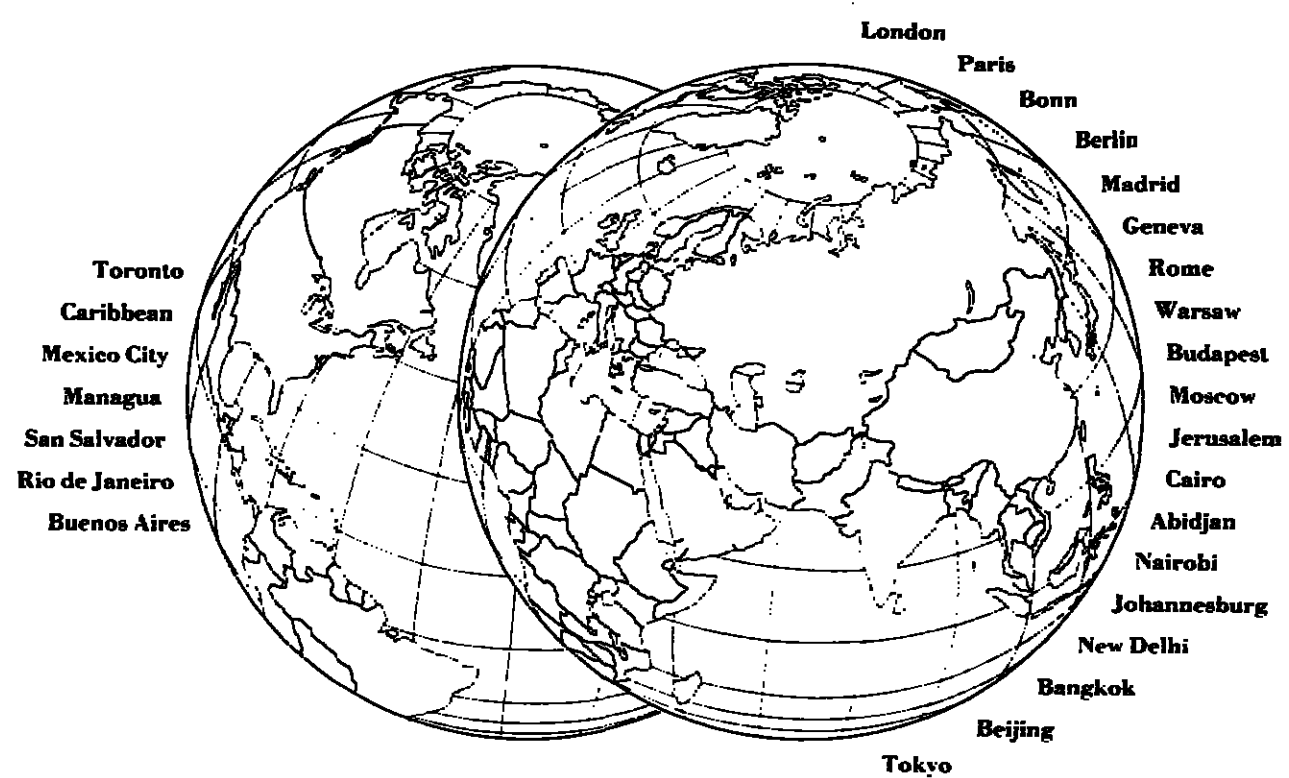 London
Paris
Bonn
Berlin
Madrid
Geneva
Rome
Warsaw
Budapest
Moscow
Jerusalem
Cairo
Abidjan
Nairobi
Johannesburg
New Delhi
Bangkok
Beijing
Tokyo
Toronto
Caribbean
Mexico City
Managua
San Salvador
Rio de Janeiro
Buenos Aires